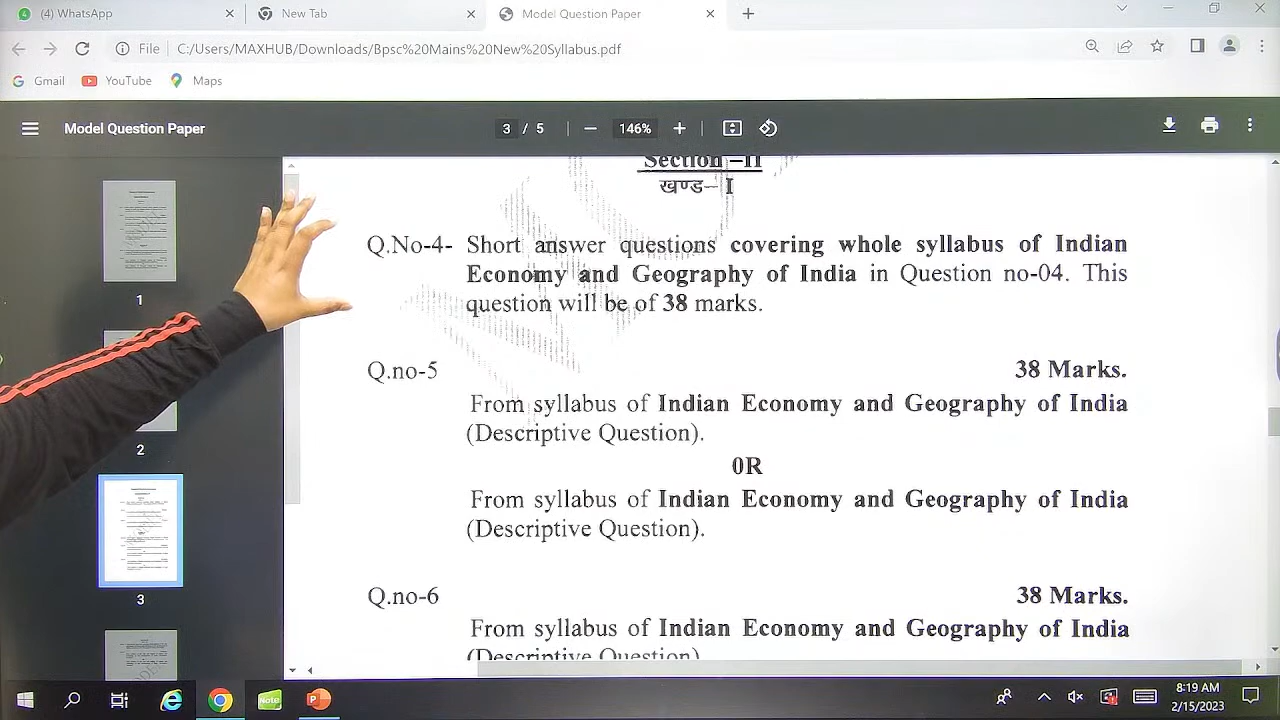 (4) WhatsApp
New Tab
Model Question Paper
File
C:/Users/MAXHUB/Downloads/Bpsc%20Mains%20New%20Syllabus.pdf
Gmail
YouTube
Maps
Model Question Paper
3 / 5
146%
Section –II
खण्ड– I
Q.No-4- Short answer questions covering whole syllabus of Indian
Economy and Geography of India in Question no-04. This
question will be of 38 marks.
Q.no-5 38 Marks.
From syllabus of Indian Economy and Geography of India
(Descriptive Question).
0R
From syllabus of Indian Economy and Geography of India
(Descriptive Question).
Q.no-6 38 Marks.
From syllabus of Indian Economy and Geography of India
(Descriptive Question)
1
2
3
Note
8:19 AM
2/15/2023